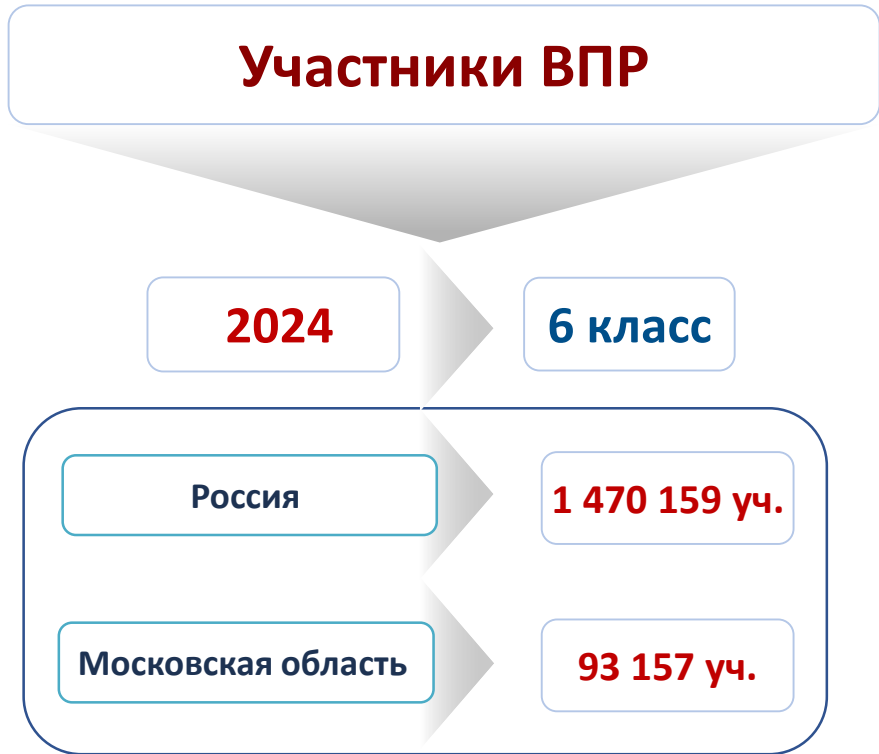 Участники ВПР
2024
6 класс
Россия
1 470 159 уч.
Московская область
93 157 уч.